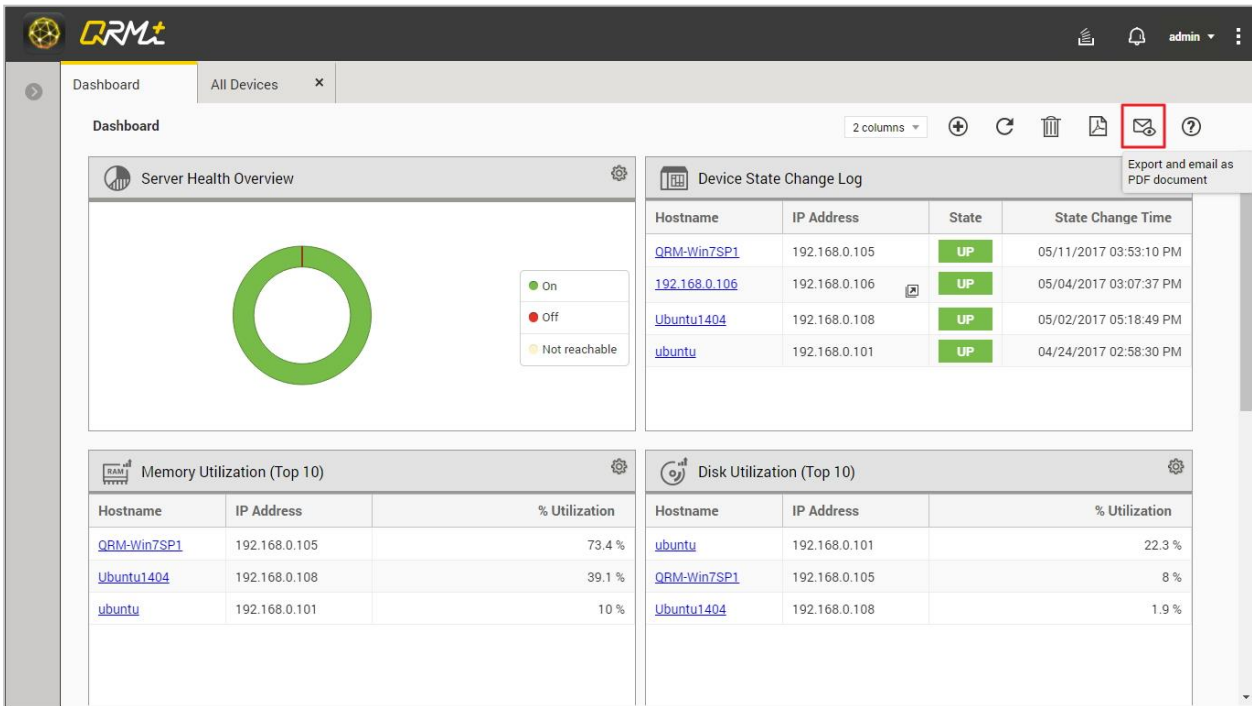 QRM+
admin
Dashboard
All Devices
Dashboard
2 columns
Export and email as
PDF document
Server Health Overview
On
Off
Not reachable
Device State Change Log
Hostname IP Address State State Change Time
QRM-Win7SP1 192.168.0.105 UP 05/11/2017 03:53:10 PM
192.168.0.106 192.168.0.106 UP 05/04/2017 03:07:37 PM
Ubuntu1404 192.168.0.108 UP 05/02/2017 05:18:49 PM
ubuntu 192.168.0.101 UP 04/24/2017 02:58:30 PM
RAM
Memory Utilization (Top 10)
Hostname IP Address % Utilization
QRM-Win7SP1 192.168.0.105 73.4 %
Ubuntu1404 192.168.0.108 39.1 %
ubuntu 192.168.0.101 10 %
Disk Utilization (Top 10)
Hostname IP Address % Utilization
ubuntu 192.168.0.101 22.3 %
QRM-Win7SP1 192.168.0.105 8 %
Ubuntu1404 192.168.0.108 1.9 %